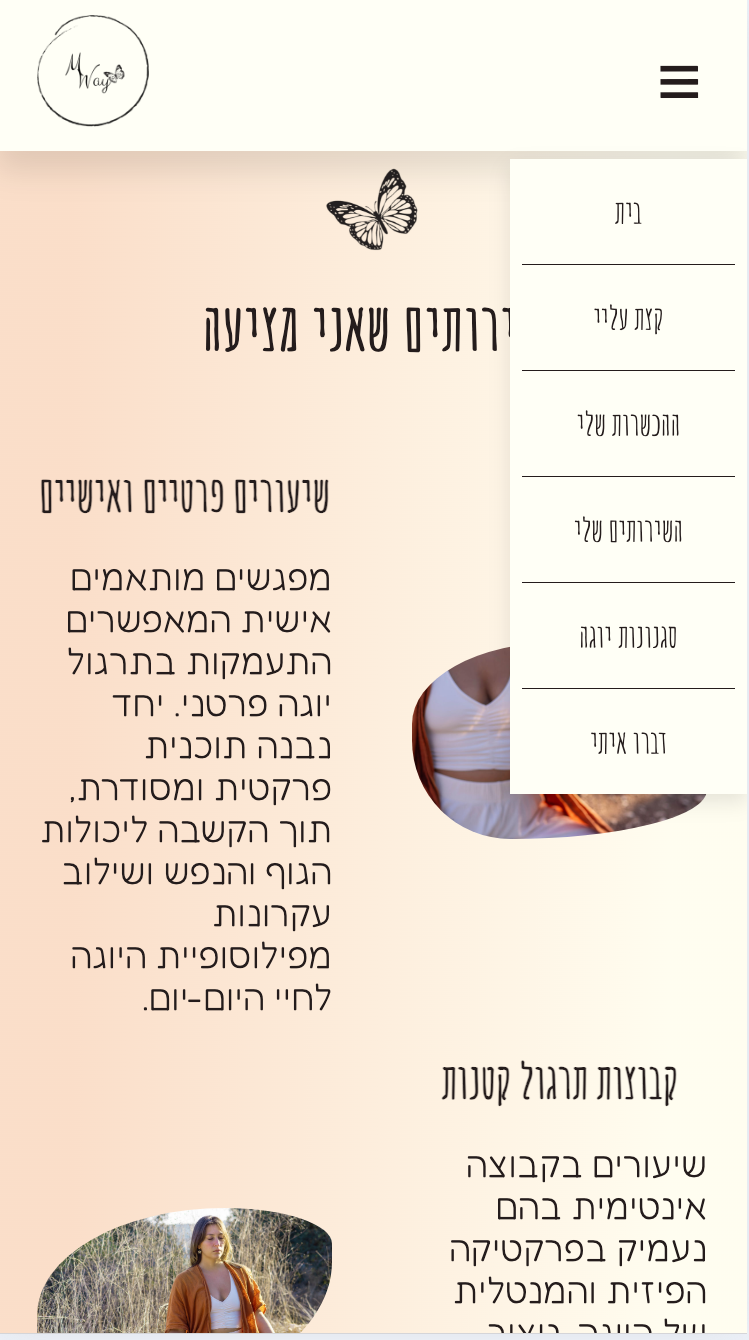 M
Way
בית
קצת עליי
ההכשרות שלי
השירותים שלי
סגנונות יוגה
דברו איתי
שאני מציעה
שיעורים פרטיים ואישיים
מפגשים מותאמים
אישית המאפשרים
התעמקות בתרגול
יוגה פרטני. יחד
נבנה תוכנית
פרקטית ומסודרת,
תוך הקשבה ליכולות
הגוף והנפש ושילוב
עקרונות
מפילוסופיית היוגה
לחיי היום-יום.
קבוצות תרגול קטנות
שיעורים בקבוצה
אינטימית בהם
נעמיק בפרקטיקה
הפיזית והמנטלית